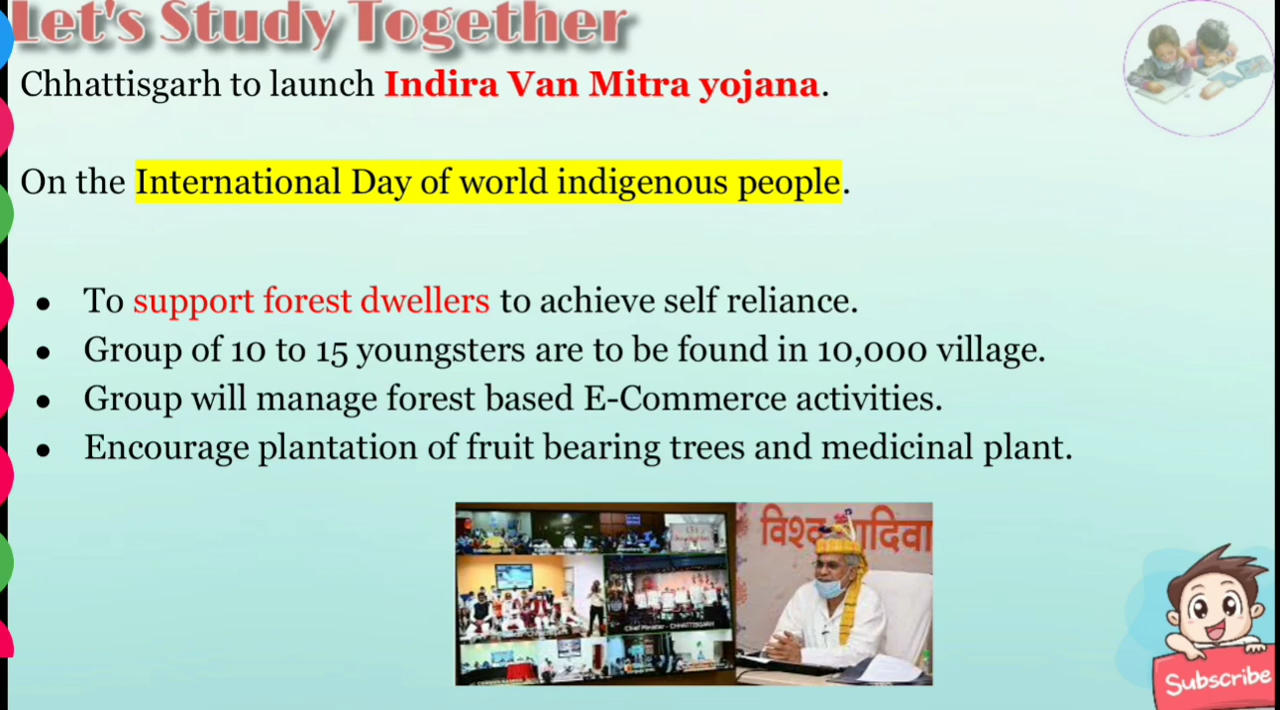 Let's Study Together
Chhattisgarh to launch Indira Van Mitra yojana.
On the International Day of world indigenous people.
• To support forest dwellers to achieve self reliance.
• Group of 10 to 15 youngsters are to be found in 10,000 village.
• Group will manage forest based E-Commerce activities.
• Encourage plantation of fruit bearing trees and medicinal plant.
Chief Minister - CHHATTISGARH
Subscribe